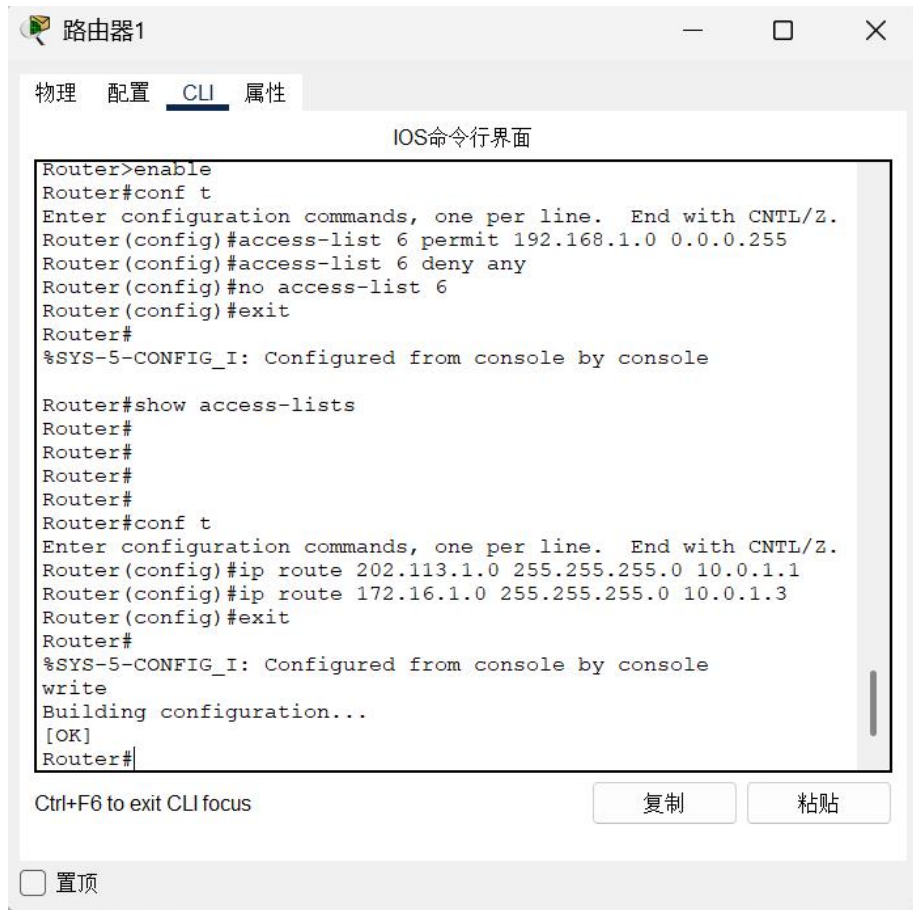 路由器1
物理 配置 CLI 属性
IOS命令行界面
Router>enable
Router#conf t
Enter configuration commands, one per line.  End with CNTL/Z.
Router(config)#access-list 6 permit 192.168.1.0 0.0.0.255
Router(config)#access-list 6 deny any
Router(config)#no access-list 6
Router(config)#exit
Router#
%SYS-5-CONFIG_I: Configured from console by console
Router#show access-lists
Router#
Router#
Router#
Router#
Router#conf t
Enter configuration commands, one per line.  End with CNTL/Z.
Router(config)#ip route 202.113.1.0 255.255.255.0 10.0.1.1
Router(config)#ip route 172.16.1.0 255.255.255.0 10.0.1.3
Router(config)#exit
Router#
%SYS-5-CONFIG_I: Configured from console by console
write
Building configuration...
[OK]
Router#
Ctrl+F6 to exit CLI focus
复制 粘贴
置顶